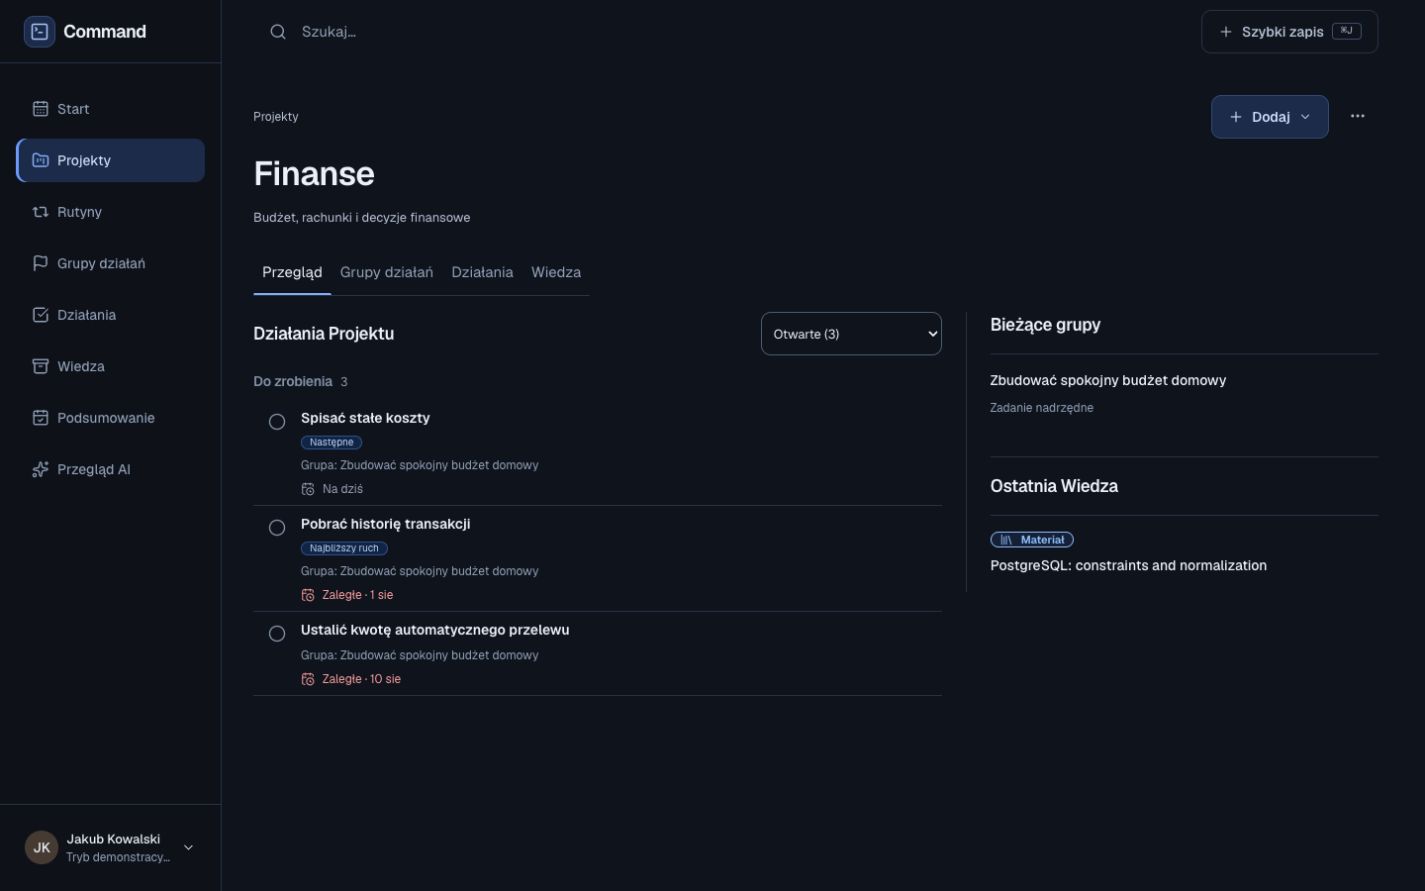 Command
Szukaj...
Szybki zapis ⌘J
Start
Projekty
Rutyny
Grupy działań
Działania
Wiedza
Podsumowanie
Przegląd AI
Projekty
Dodaj
Finanse
Budżet, rachunki i decyzje finansowe
Przegląd Grupy działań Działania Wiedza
Działania Projektu
Otwarte (3)
Do zrobienia 3
Spisać stałe koszty
Następne
Grupa: Zbudować spokojny budżet domowy
Na dziś
Pobrać historię transakcji
Najbliższy ruch
Grupa: Zbudować spokojny budżet domowy
Zaległe · 1 sie
Ustalić kwotę automatycznego przelewu
Grupa: Zbudować spokojny budżet domowy
Zaległe · 10 sie
Bieżące grupy
Zbudować spokojny budżet domowy
Zadanie nadrzędne
Ostatnia Wiedza
Materiał
PostgreSQL: constraints and normalization
JK
Jakub Kowalski
Tryb demonstracy...